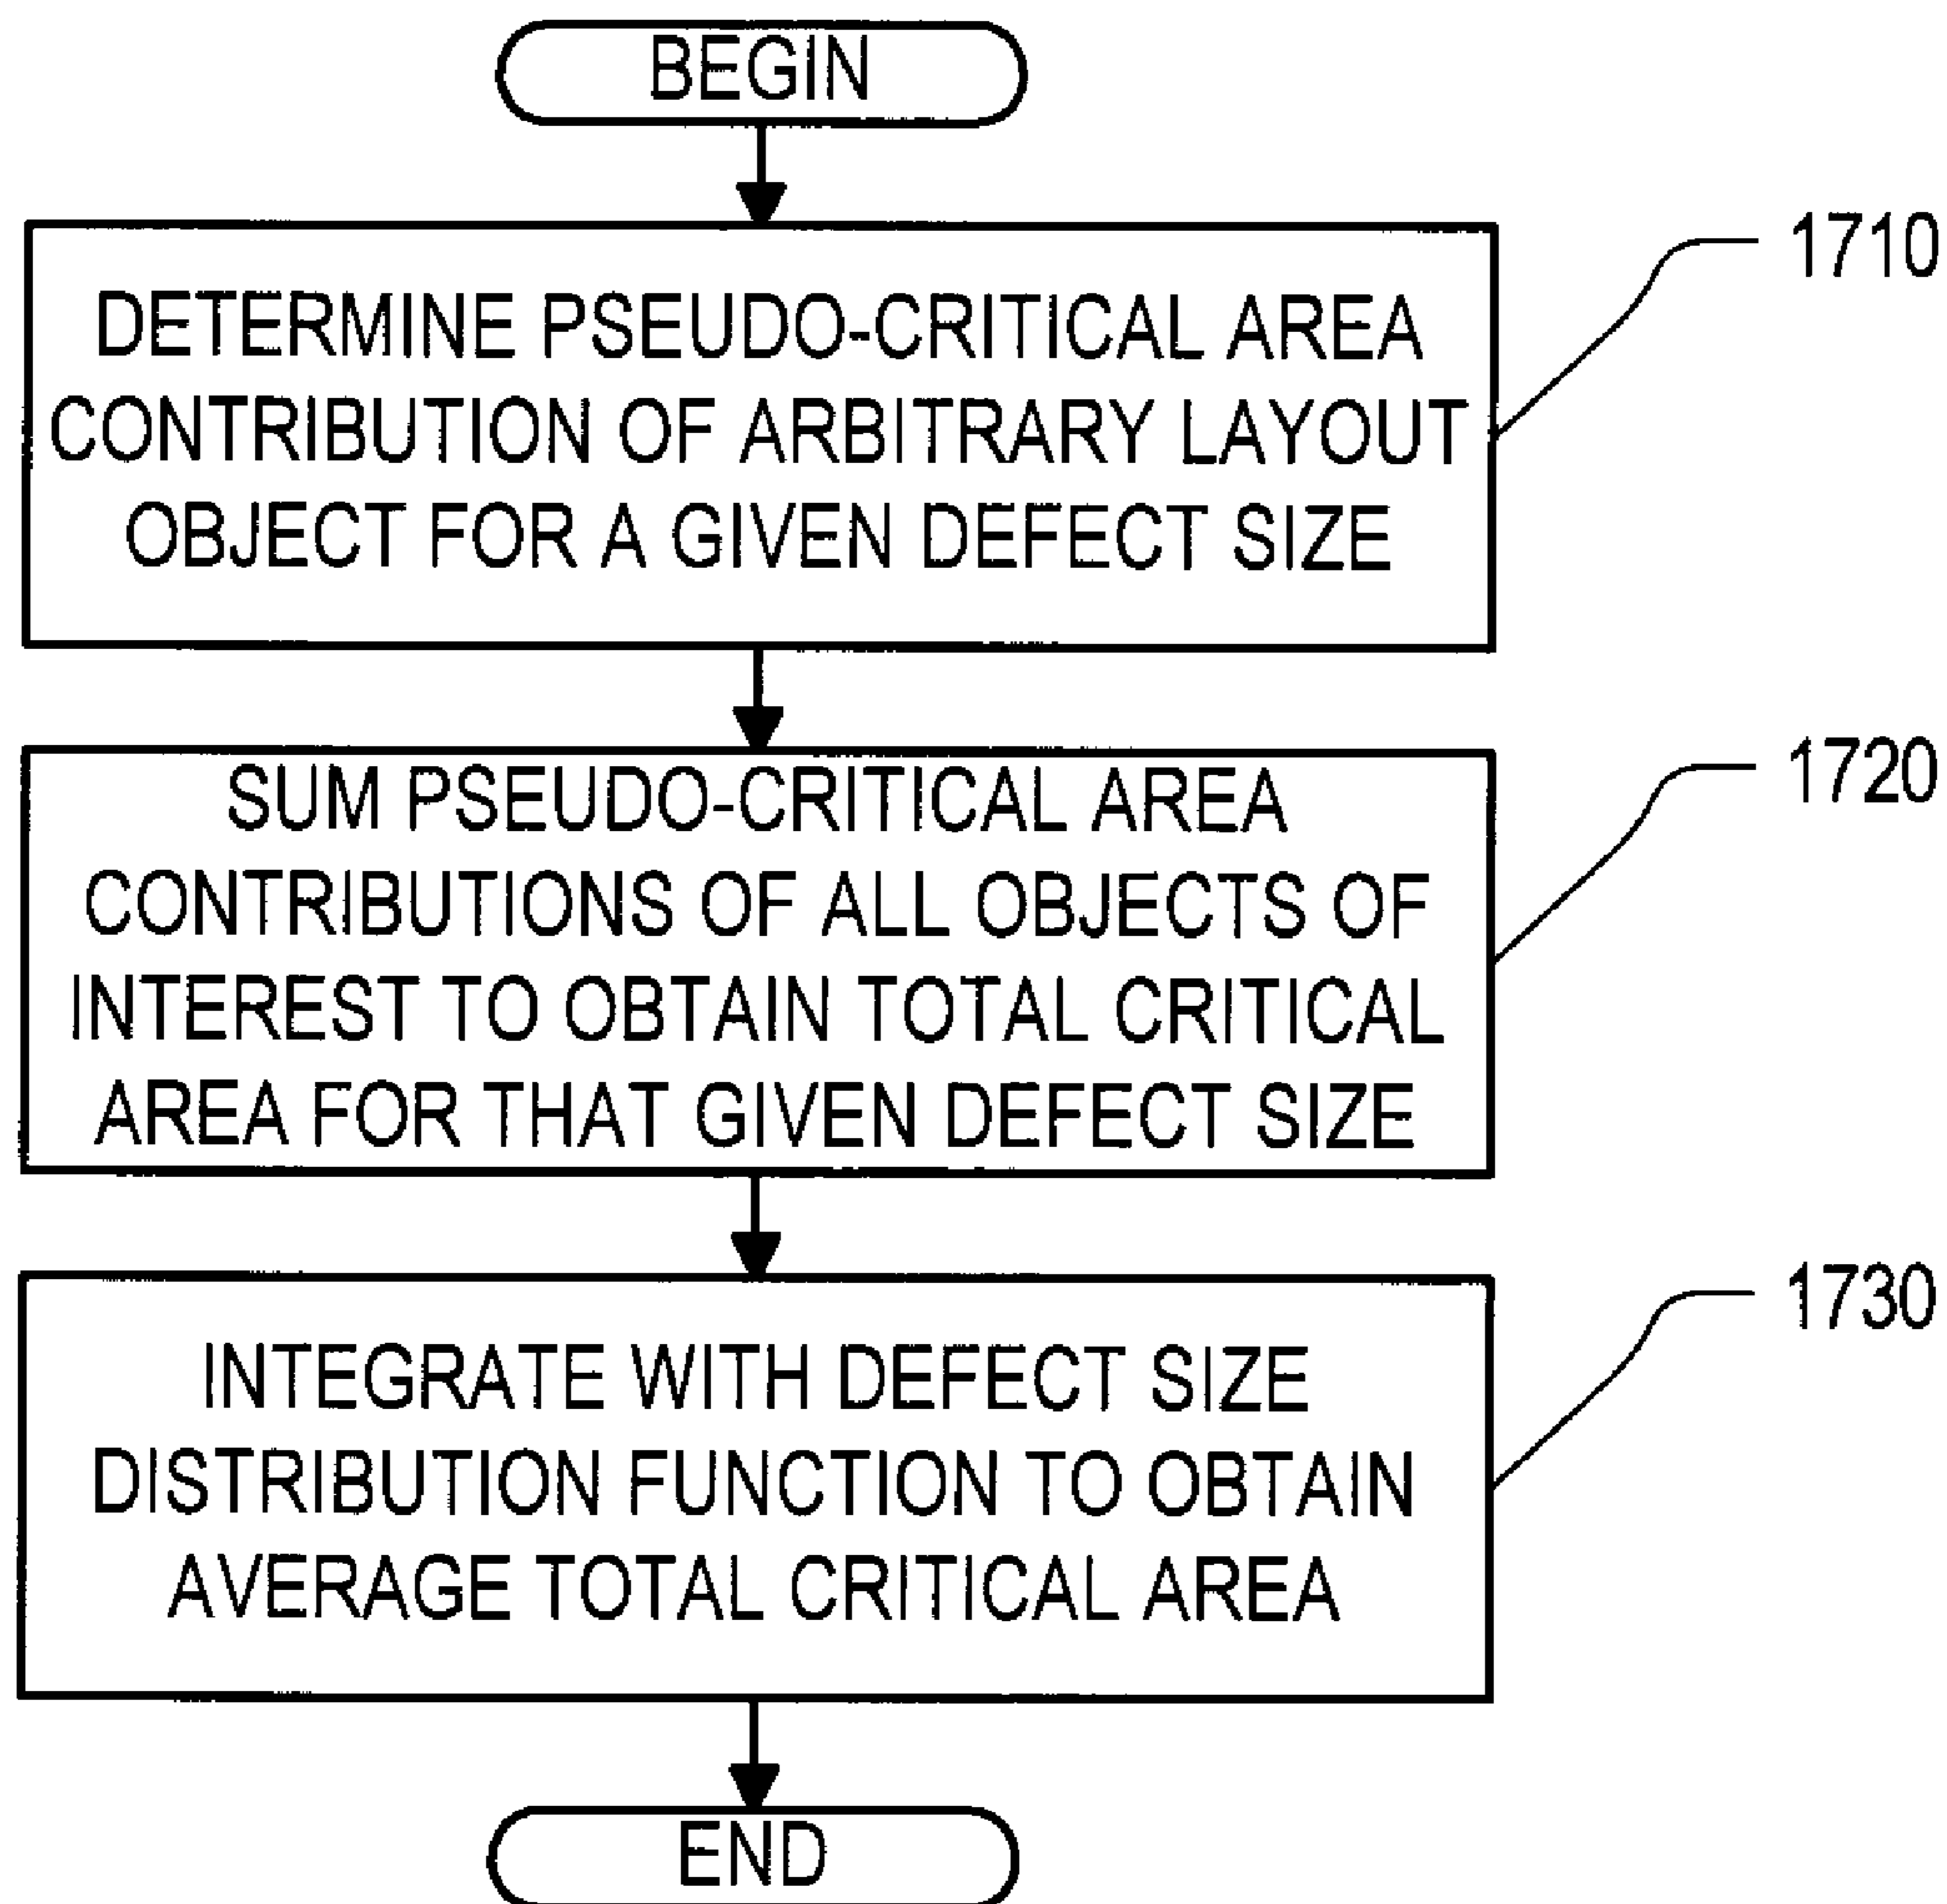 BEGIN
1710
DETERMINE PSEUDO-CRITICAL AREA
CONTRIBUTION OF ARBITRARY LAYOUT
OBJECT FOR A GIVEN DEFECT SIZE
1720
SUM PSEUDO-CRITICAL AREA
CONTRIBUTIONS OF ALL OBJECTS OF
INTEREST TO OBTAIN TOTAL CRITICAL
AREA FOR THAT GIVEN DEFECT SIZE
1730
INTEGRATE WITH DEFECT SIZE
DISTRIBUTION FUNCTION TO OBTAIN
AVERAGE TOTAL CRITICAL AREA
END